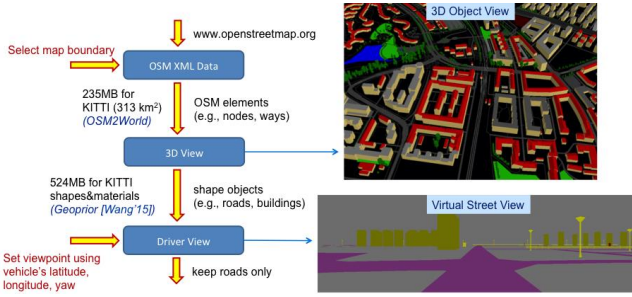 www.openstreetmap.org
Select map boundary
OSM XML Data
235MB for
KITTI (313 km²)
(OSM2World)
OSM elements
(e.g., nodes, ways)
3D View
524MB for KITTI
shapes&materials
(Geoprior [Wang'15])
shape objects
(e.g., roads, buildings)
Driver View
Set viewpoint using
vehicle's latitude,
longitude, yaw
keep roads only
3D Object View
Virtual Street View